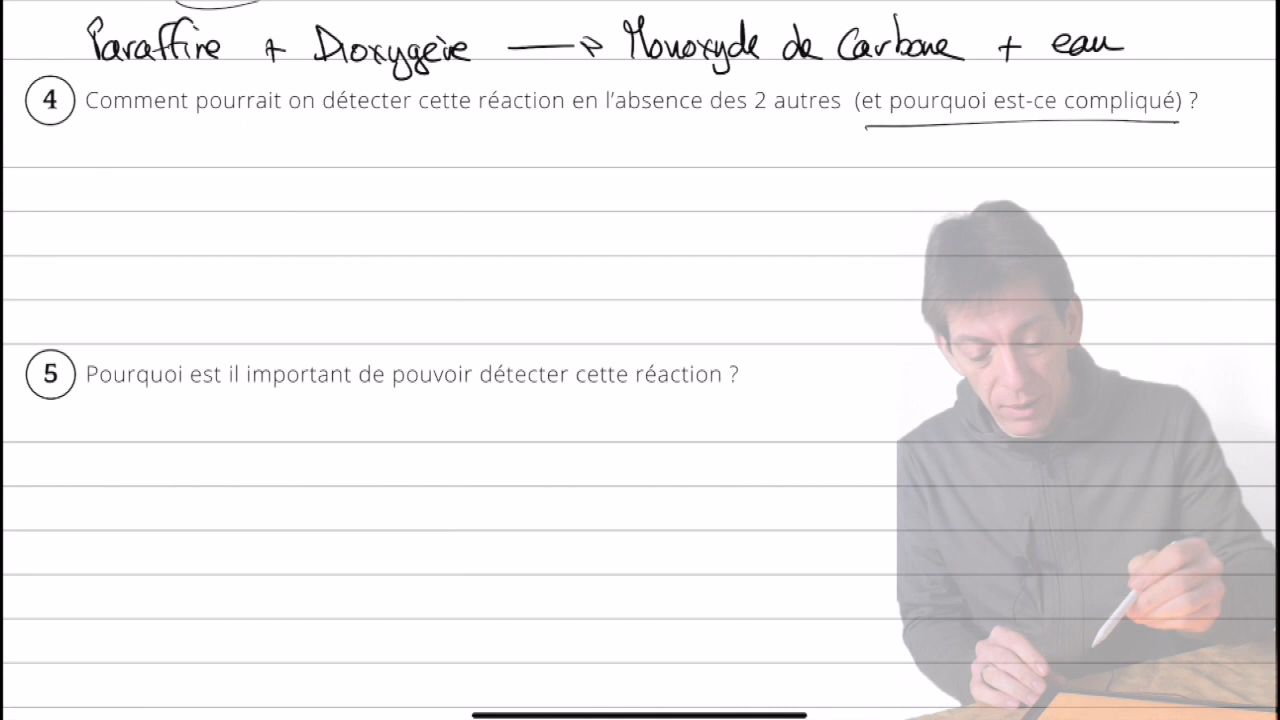 Paraffine + Dioxygène → Monoxyde de Carbone + eau
4 Comment pourrait on détecter cette réaction en l'absence des 2 autres (et pourquoi est-ce compliqué) ?
5 Pourquoi est il important de pouvoir détecter cette réaction ?